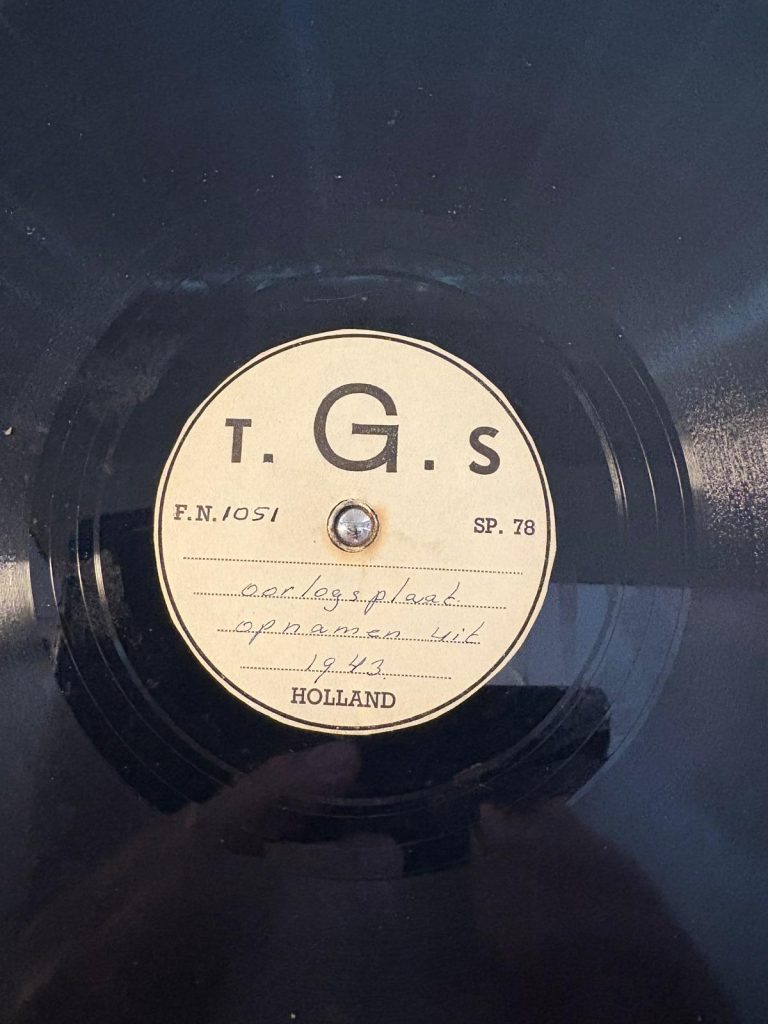 T. G. S
F.N. 1051 SP. 78
oorlogsplaat
opnamen uit
1943
HOLLAND